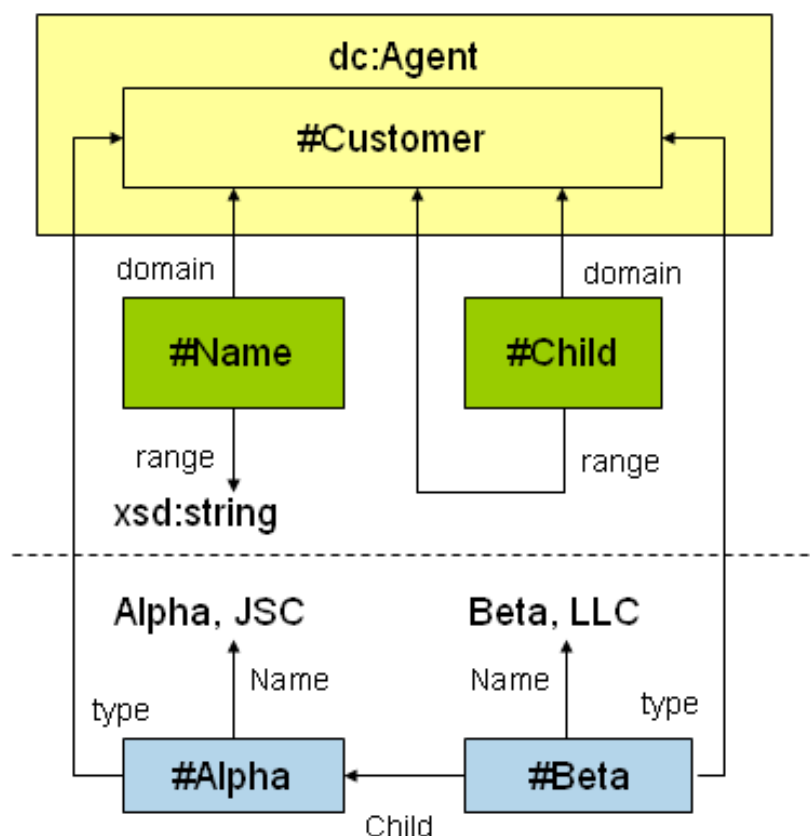 dc:Agent
#Customer
domain
domain
#Name
#Child
range
range
xsd:string
Alpha, JSC
Beta, LLC
Name
Name
type
type
#Alpha
#Beta
Child